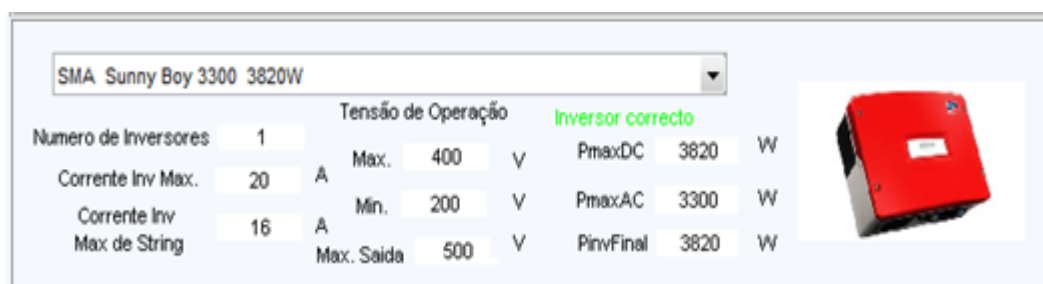 SMA Sunny Boy 3300 3820W
Tensão de Operação
Inversor correcto
Numero de Inversores 1
Max. 400 V
PmaxDC 3820 W
Corrente Inv Max. 20 A
Min. 200 V
PmaxAC 3300 W
Corrente Inv
Max de String 16 A
Max. Saida 500 V
PinvFinal 3820 W